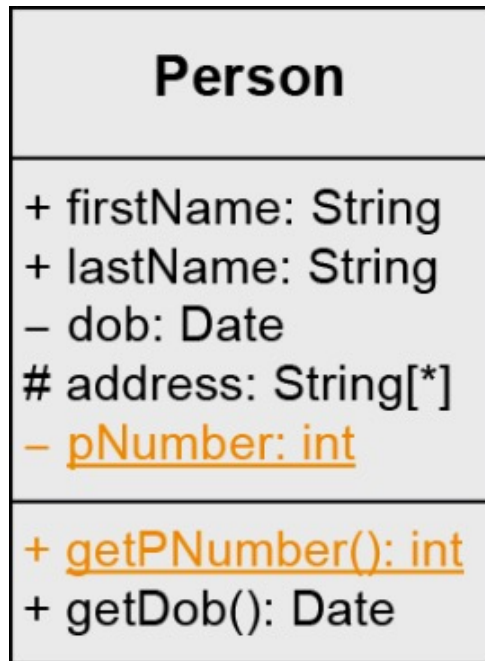 Person
+ firstName: String
+ lastName: String
– dob: Date
# address: String[*]
– pNumber: int
+ getPNumber(): int
+ getDob(): Date